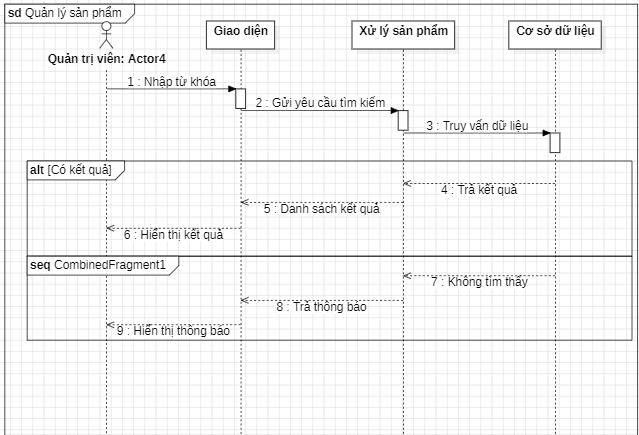 sd Quản lý sản phẩm
Giao diện
Xử lý sản phẩm
Cơ sở dữ liệu
Quản trị viên: Actor4
1 : Nhập từ khóa
2 : Gửi yêu cầu tìm kiếm
3 : Truy vấn dữ liệu
alt [Có kết quả]
4 : Trả kết quả
5 : Danh sách kết quả
6 : Hiển thị kết quả
seq CombinedFragment1
7 : Không tìm thấy
8 : Trả thông báo
9 : Hiển thị thông báo